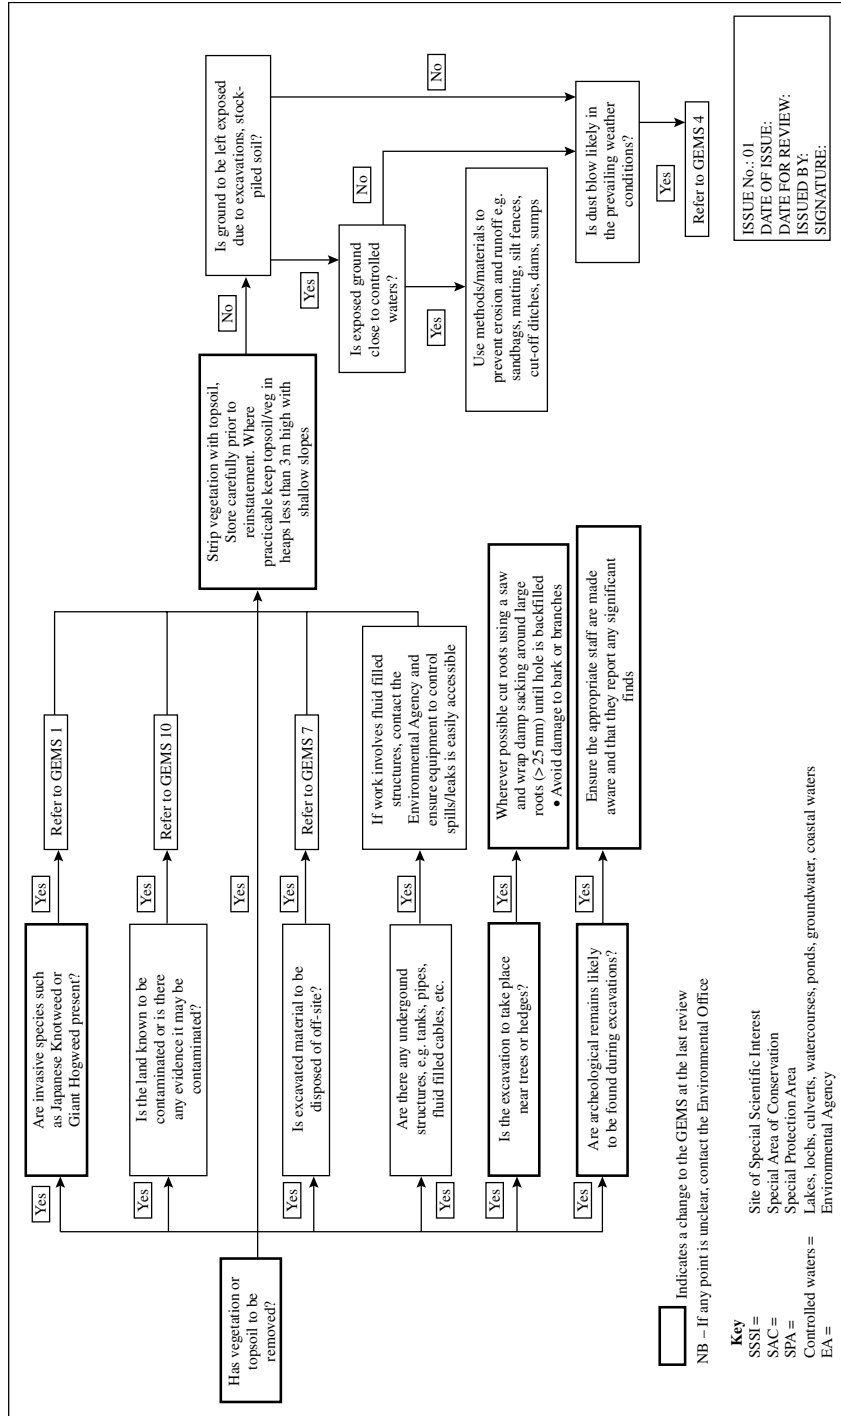 Has vegetation or
topsoil to be
removed?
Yes
Are invasive species such
as Japanese Knotweed or
Giant Hogweed present?
Yes
Refer to GEMS 1
Yes
Is the land known to be
contaminated or is there
any evidence it may be
contaminated?
Yes
Refer to GEMS 10
Yes
Yes
Is excavated material to be
disposed of off-site?
Yes
Refer to GEMS 7
Yes
Are there any undergound
structures, e.g. tanks, pipes,
fluid filled cables, etc.
Yes
If work involves fluid filled
structures, contact the
Environmental Agency and
ensure equipment to control
spills/leaks is easily accessible
Yes
Is the excavation to take place
near trees or hedges?
Yes
Wherever possible cut roots using a saw
and wrap damp sacking around large
roots (> 25 mm) until hole is backfilled
• Avoid damage to bark or branches
Yes
Are archeological remains likely
to be found during excavations?
Yes
Ensure the appropriate staff are made
aware and that they report any significant
finds
Strip vegetation with topsoil,
Store carefully prior to
reinstatement. Where
practicable keep topsoil/veg in
heaps less than 3 m high with
shallow slopes
No
Is ground to be left exposed
due to excavations, stock-
piled soil?
Yes
No
Is exposed ground
close to controlled
waters?
No
Yes
Use methods/materials to
prevent erosion and runoff e.g.
sandbags, matting, silt fences,
cut-off ditches, dams, sumps
Is dust blow likely in
the prevailing weather
conditions?
Yes
Refer to GEMS 4
Indicates a change to the GEMS at the last review
NB – If any point is unclear, contact the Environmental Office
Key
SSSI = Site of Special Scientific Interest
SAC = Special Area of Conservation
SPA = Special Protection Area
Controlled waters = Lakes, lochs, culverts, watercourses, ponds, groundwater, coastal waters
EA = Environmental Agency
ISSUE No.: 01
DATE OF ISSUE:
DATE FOR REVIEW:
ISSUED BY:
SIGNATURE: